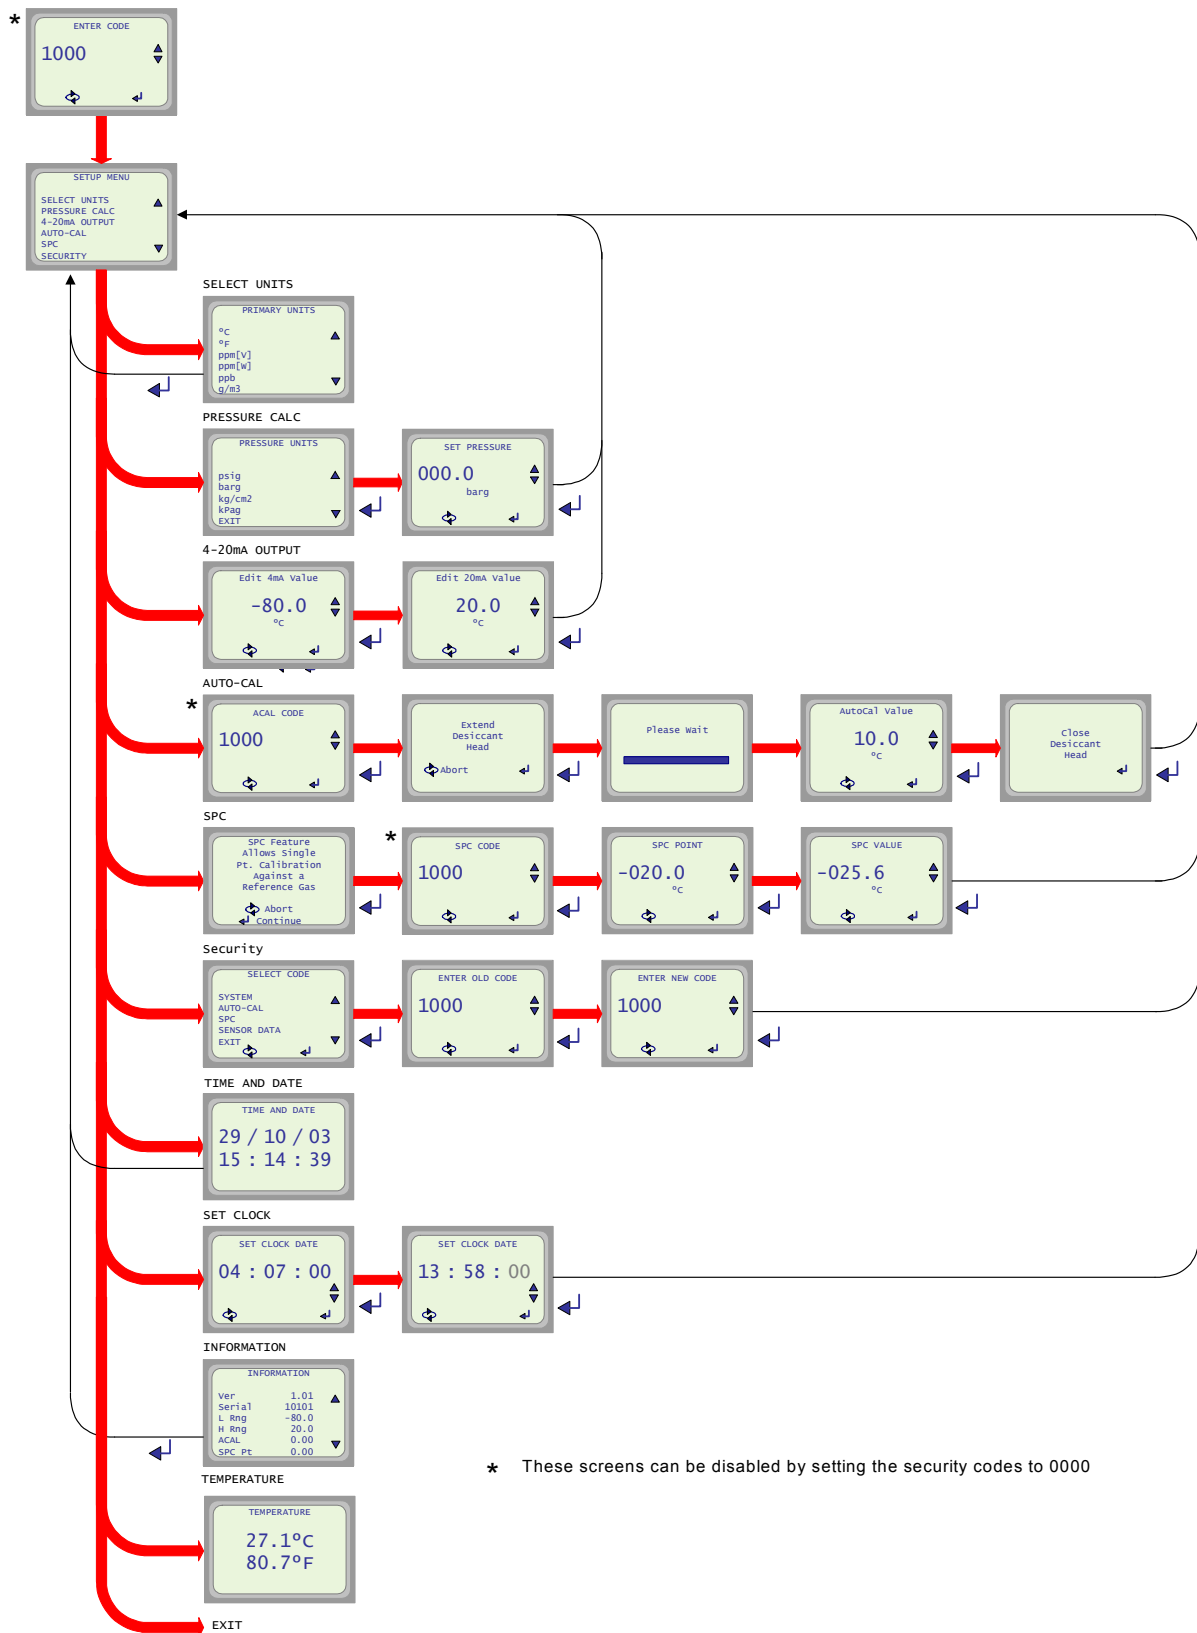 *
ENTER CODE
1000
SETUP MENU
SELECT UNITS
PRESSURE CALC
4-20mA OUTPUT
AUTO-CAL
SPC
SECURITY
SELECT UNITS
PRIMARY UNITS
ºC
ºF
ppm[V]
ppm[W]
ppb
g/m3
PRESSURE CALC
PRESSURE UNITS
psig
barg
kg/cm2
kPag
EXIT
SET PRESSURE
000.0
barg
4-20mA OUTPUT
Edit 4mA Value
-80.0
ºC
Edit 20mA Value
20.0
ºC
AUTO-CAL
*
ACAL CODE
1000
Extend
Desiccant
Head
Abort
Please Wait
AutoCal Value
10.0
ºC
Close
Desiccant
Head
SPC
SPC Feature
Allows Single
Pt. Calibration
Against a
Reference Gas
Abort
Continue
*
SPC CODE
1000
SPC POINT
-020.0
ºC
SPC VALUE
-025.6
ºC
Security
SELECT CODE
SYSTEM
AUTO-CAL
SPC
SENSOR DATA
EXIT
ENTER OLD CODE
1000
ENTER NEW CODE
1000
TIME AND DATE
TIME AND DATE
29 / 10 / 03
15 : 14 : 39
SET CLOCK
SET CLOCK DATE
04 : 07 : 00
SET CLOCK DATE
13 : 58 : 00
INFORMATION
INFORMATION
Ver 1.01
Serial 10101
L Rng -80.0
H Rng 20.0
ACAL 0.00
SPC Pt 0.00
* These screens can be disabled by setting the security codes to 0000
TEMPERATURE
TEMPERATURE
27.1ºC
80.7ºF
EXIT